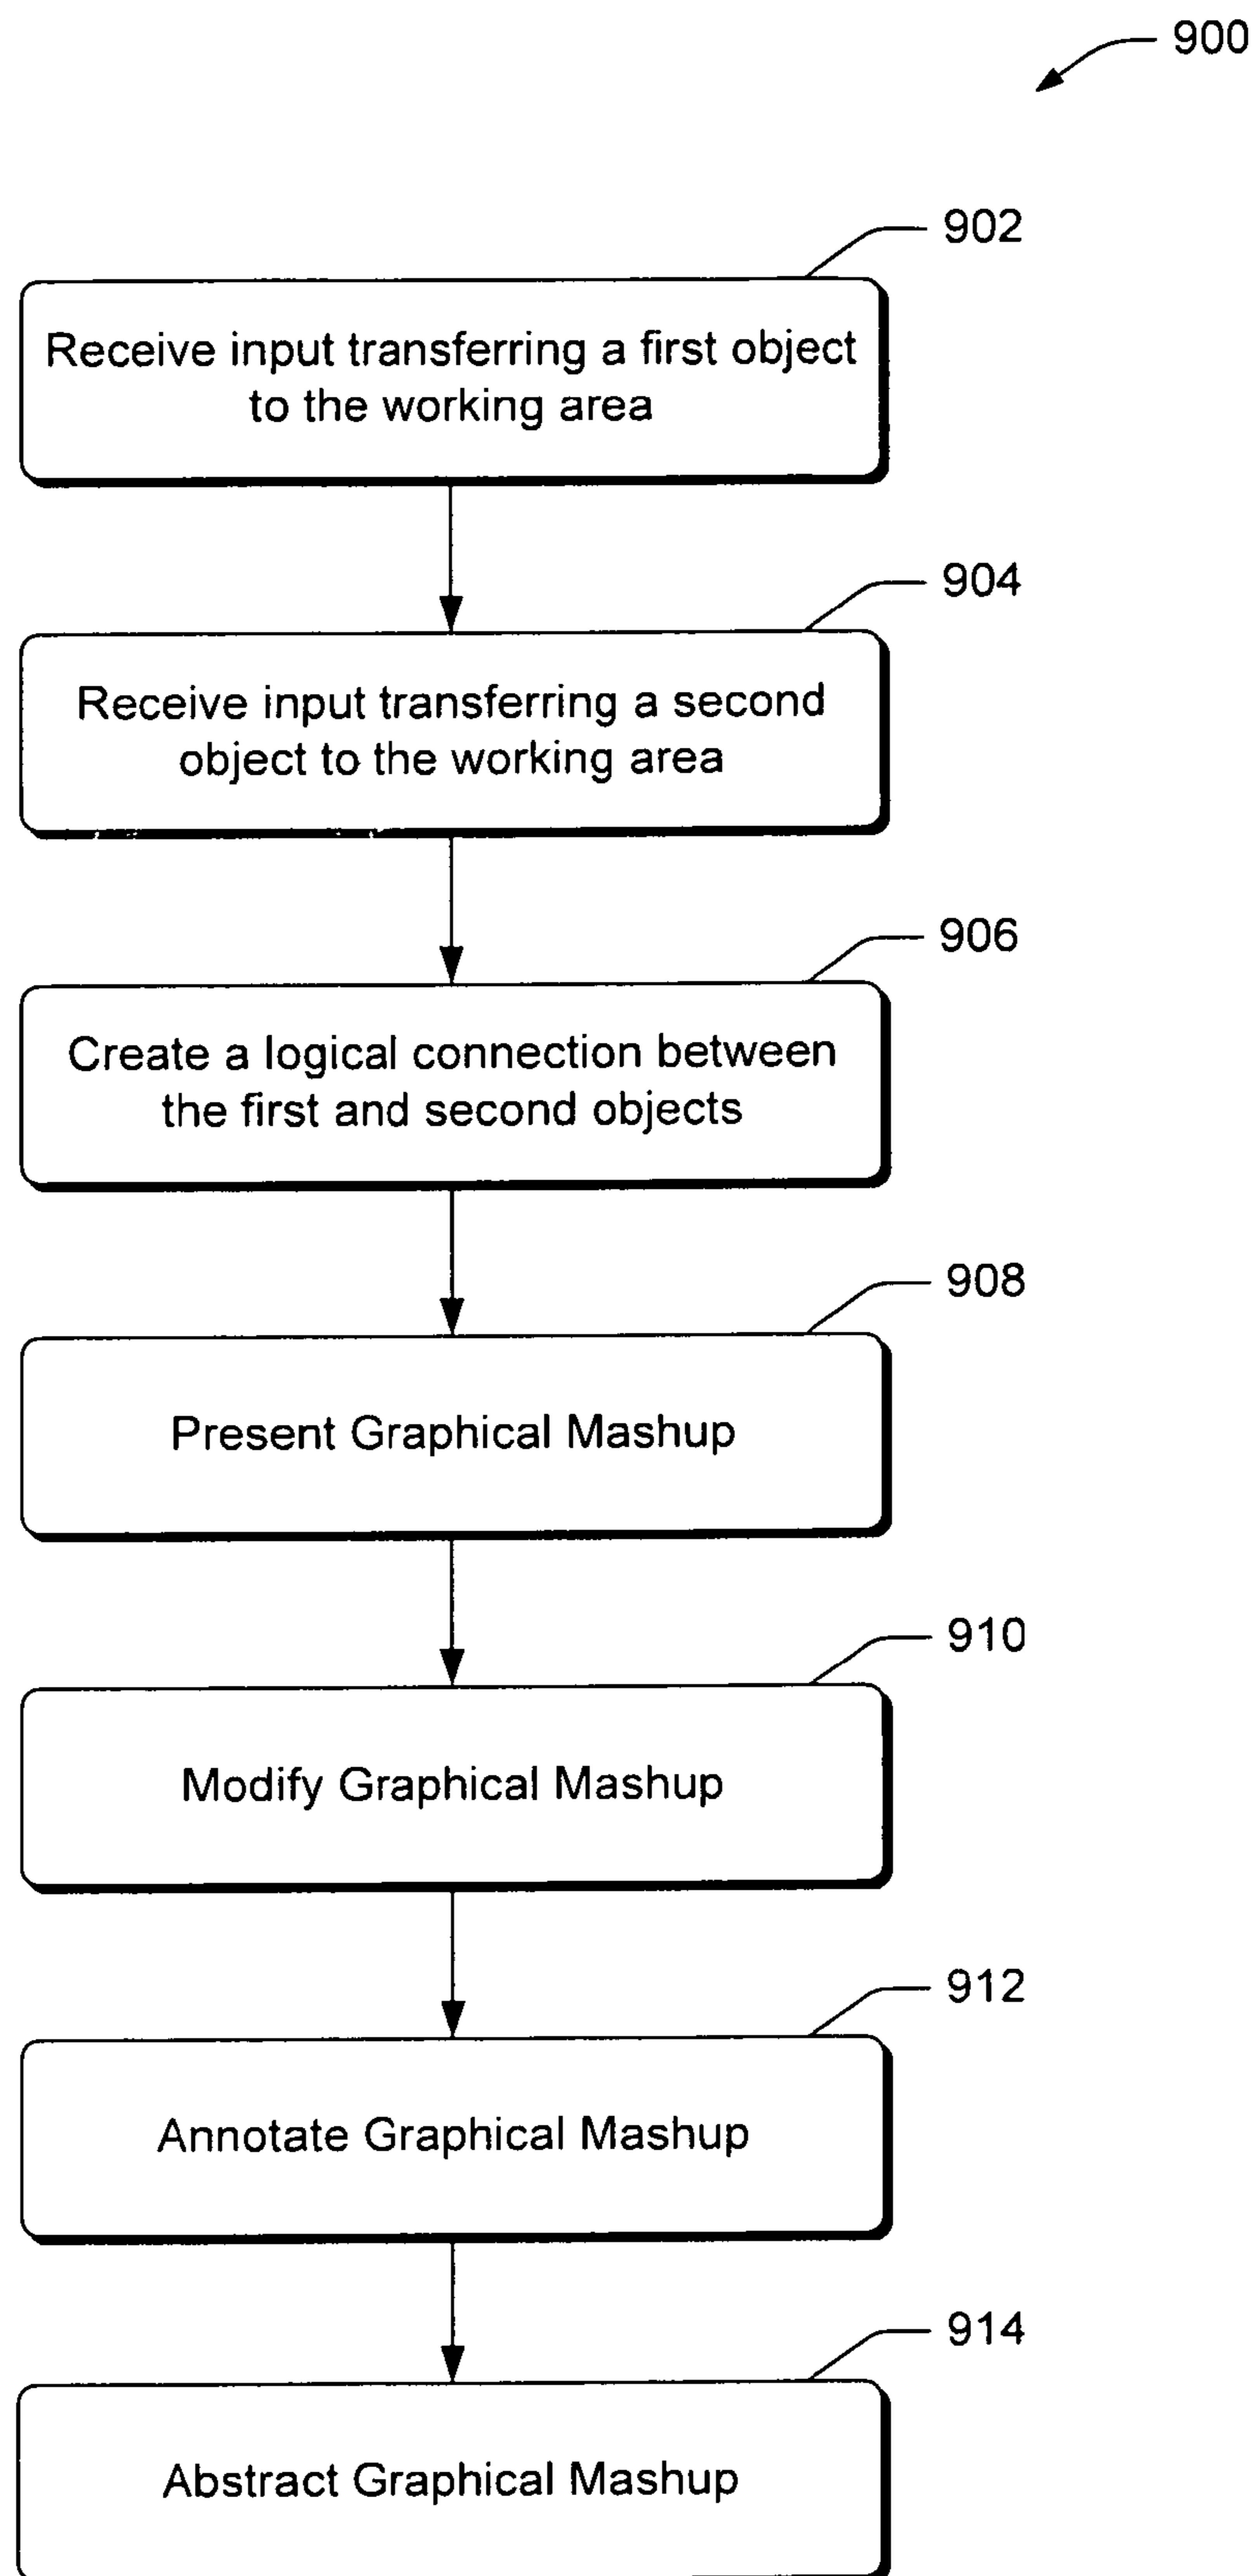 900
902
Receive input transferring a first object
to the working area
904
Receive input transferring a second
object to the working area
906
Create a logical connection between
the first and second objects
908
Present Graphical Mashup
910
Modify Graphical Mashup
912
Annotate Graphical Mashup
914
Abstract Graphical Mashup